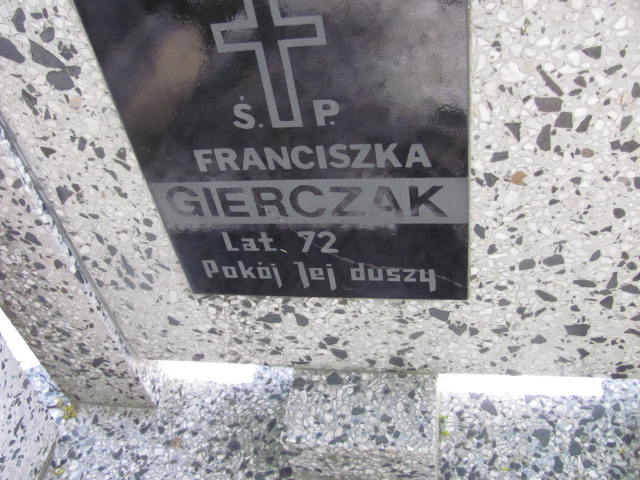 Ś. P.
FRANCISZKA
GIERCZAK
Lat. 72
Pokój Jej duszy